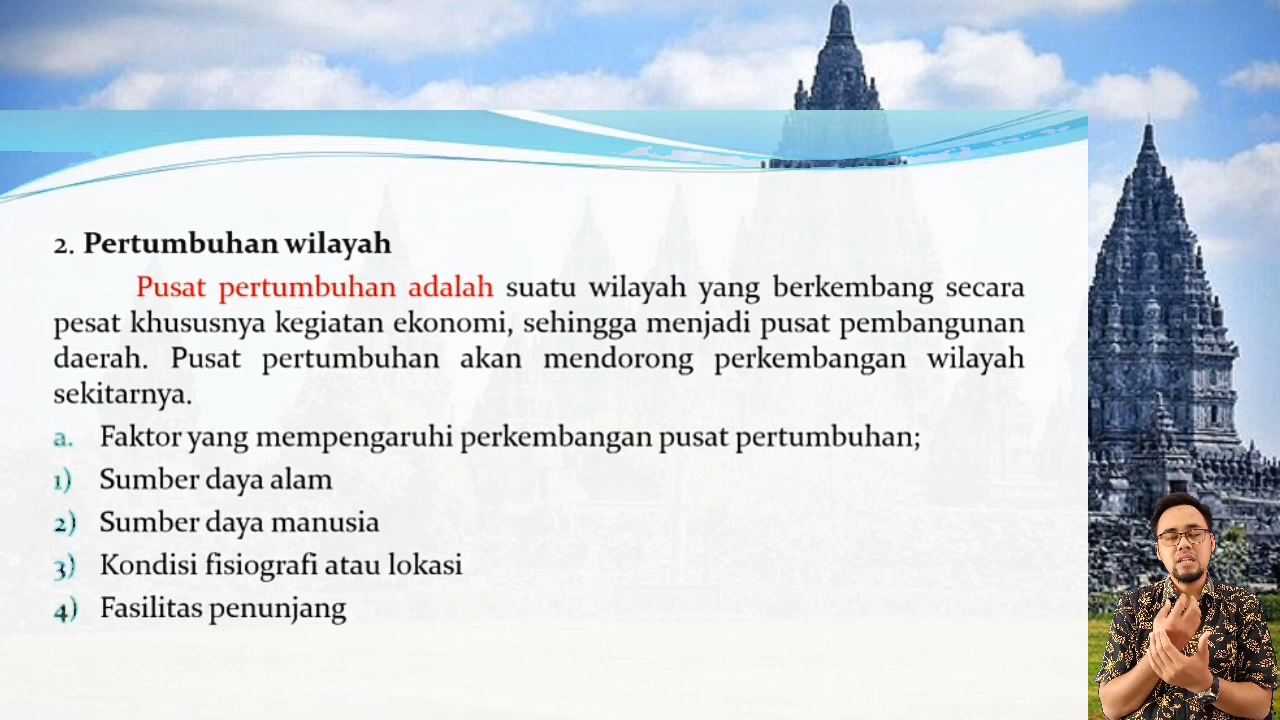 2. Pertumbuhan wilayah
Pusat pertumbuhan adalah suatu wilayah yang berkembang secara
pesat khususnya kegiatan ekonomi, sehingga menjadi pusat pembangunan
daerah. Pusat pertumbuhan akan mendorong perkembangan wilayah
sekitarnya.
a. Faktor yang mempengaruhi perkembangan pusat pertumbuhan;
1) Sumber daya alam
2) Sumber daya manusia
3) Kondisi fisiografi atau lokasi
4) Fasilitas penunjang